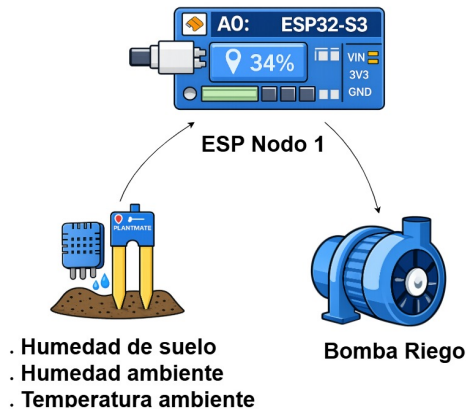 A0: ESP32-S3
34%
VIN
3V3
GND
ESP Nodo 1
PLANTMATE
. Humedad de suelo
. Humedad ambiente
. Temperatura ambiente
Bomba Riego